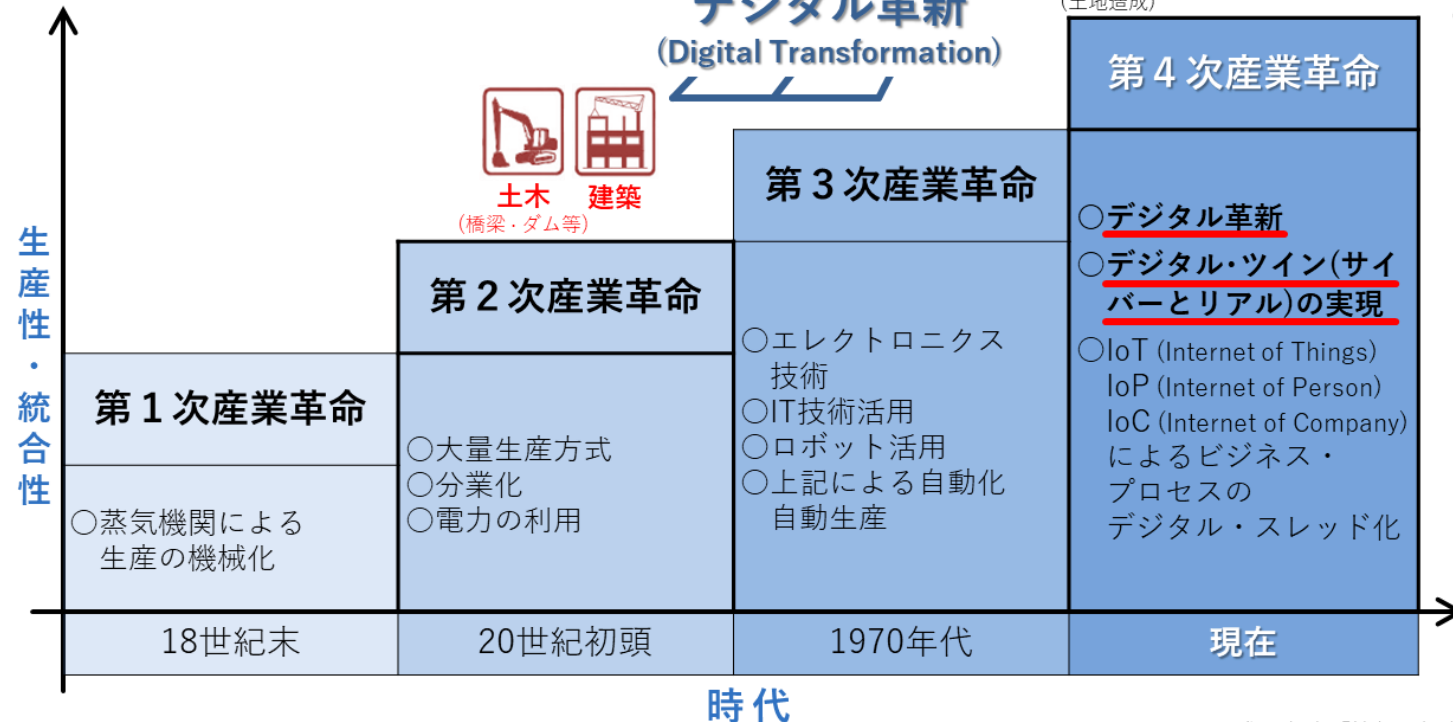 デジタル革新
(Digital Transformation)
(土地造成)
土木 建築
(橋梁・ダム等)
生産性・統合性
第1次産業革命
○蒸気機関による
生産の機械化
18世紀末
第2次産業革命
○大量生産方式
○分業化
○電力の利用
20世紀初頭
第3次産業革命
○エレクトロニクス
技術
○IT技術活用
○ロボット活用
○上記による自動化
自動生産
1970年代
第4次産業革命
○デジタル革新
○デジタル・ツイン(サイ
バーとリアル)の実現
○IoT (Internet of Things)
IoP (Internet of Person)
IoC (Internet of Company)
によるビジネス・
プロセスの
デジタル・スレッド化
現在
時代